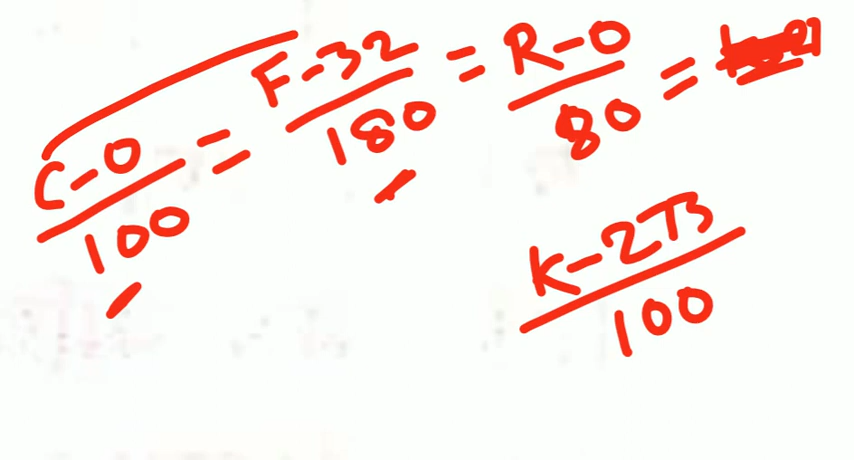 (C-0)/100 = (F-32)/180 = (R-0)/80 =
(K-273)/100